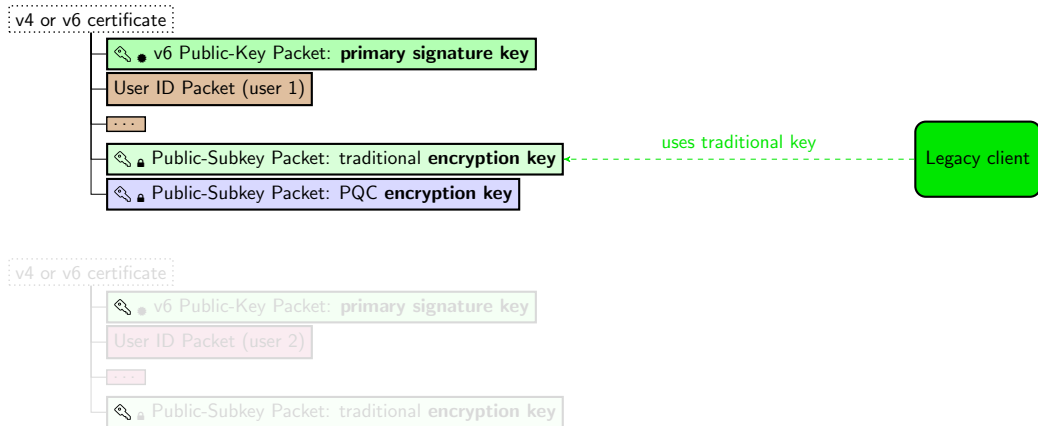 v4 or v6 certificate
v6 Public-Key Packet: primary signature key
User ID Packet (user 1)
...
Public-Subkey Packet: traditional encryption key
uses traditional key
Legacy client
Public-Subkey Packet: PQC encryption key
v4 or v6 certificate
v6 Public-Key Packet: primary signature key
User ID Packet (user 2)
...
Public-Subkey Packet: traditional encryption key